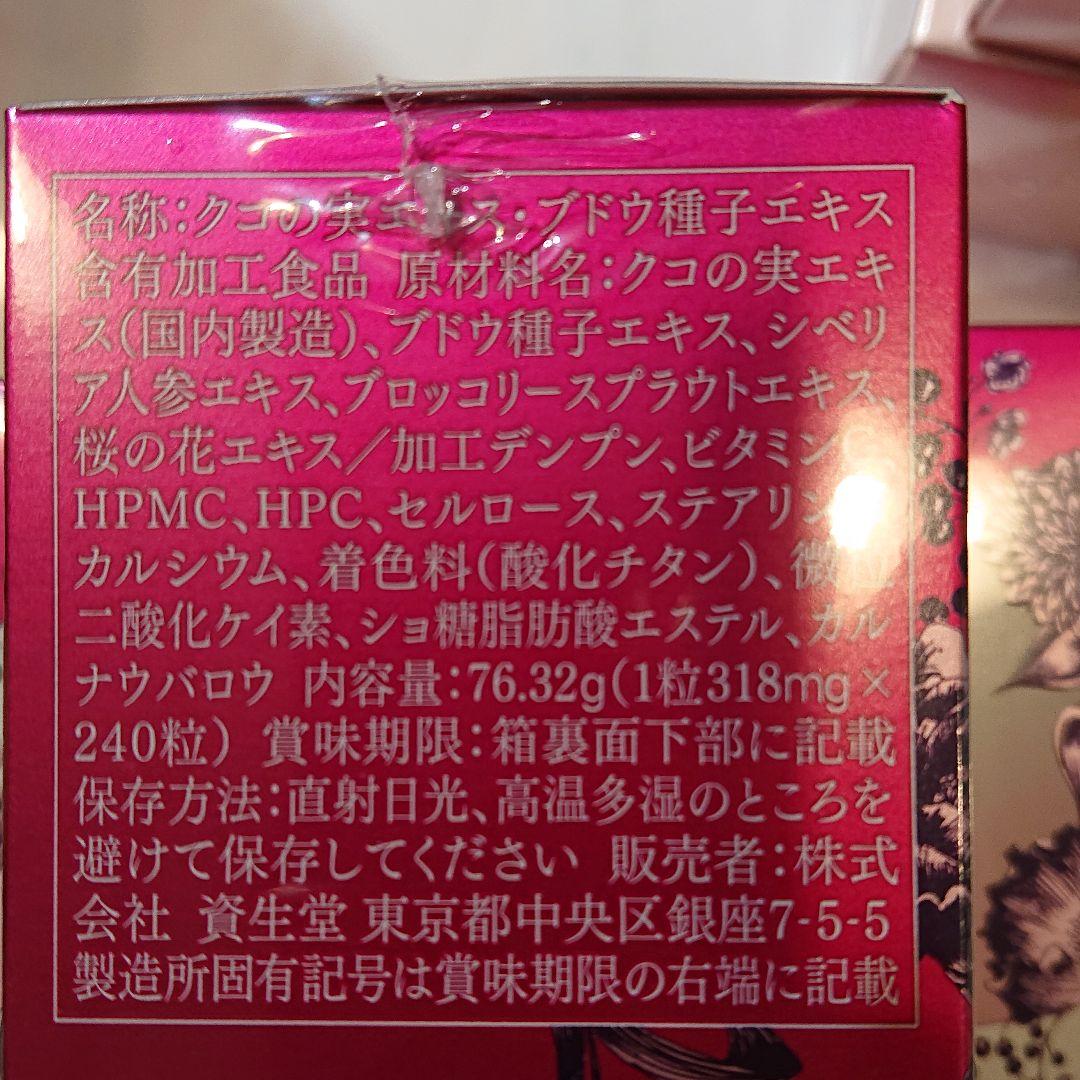 名称：クコの実エキス・ブドウ種子エキス
含有加工食品 原材料名：クコの実エキ
ス(国内製造)、ブドウ種子エキス、シベリ
ア人参エキス、ブロッコリースプラウトエキス、
桜の花エキス／加工デンプン、ビタミン
HPMC、HPC、セルロース、ステアリン
カルシウム、着色料(酸化チタン)、微粒
二酸化ケイ素、ショ糖脂肪酸エステル、カル
ナウバロウ 内容量：76.32g(1粒318mg×
240粒) 賞味期限：箱裏面下部に記載
保存方法：直射日光、高温多湿のところを
避けて保存してください 販売者：株式
会社 資生堂 東京都中央区銀座7-5-5
製造所固有記号は賞味期限の右端に記載